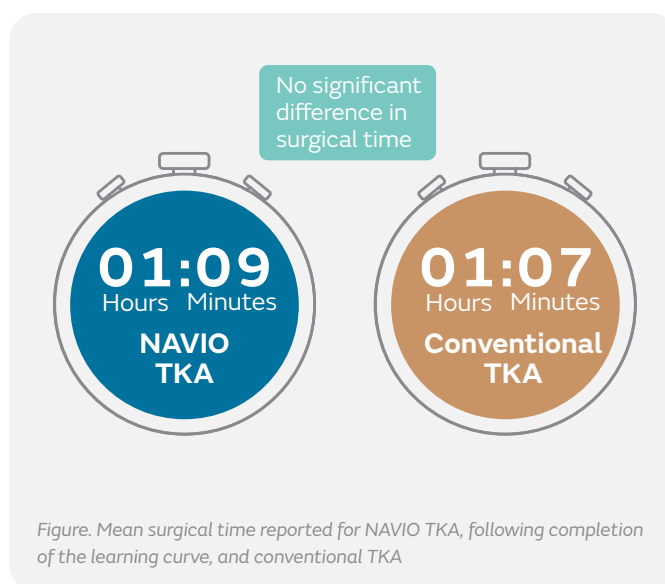 No significant
difference in
surgical time
01:09
Hours Minutes
NAVIO
TKA
01:07
Hours Minutes
Conventional
TKA
Figure. Mean surgical time reported for NAVIO TKA, following completion
of the learning curve, and conventional TKA